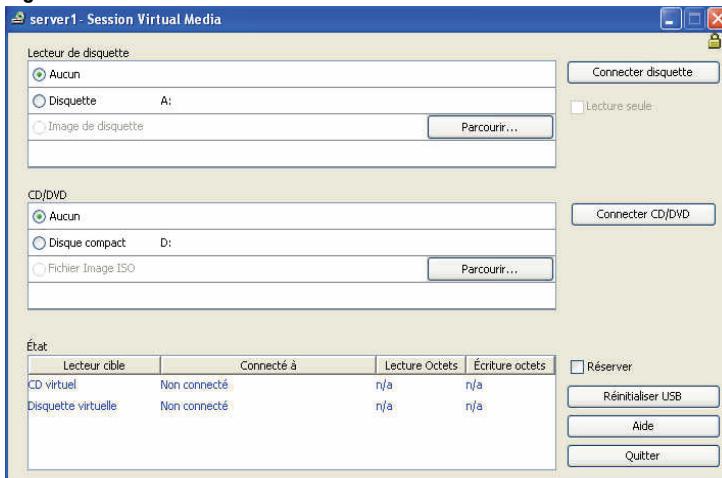 server1 - Session Virtual Media
Lecteur de disquette
Aucun
Connecter disquette
Disquette A:
Lecture seule
Image de disquette Parcourir...
CD/DVD
Aucun
Connecter CD/DVD
Disque compact D:
Fichier Image ISO Parcourir...
État
Lecteur cible Connecté à Lecture Octets Écriture octets
Réserver
CD virtuel Non connecté n/a n/a
Réinitialiser USB
Disquette virtuelle Non connecté n/a n/a
Aide
Quitter